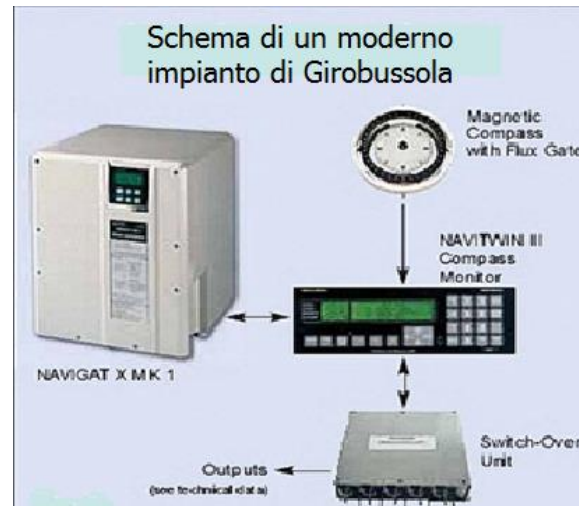 Schema di un moderno
impianto di Girobussola
Magnetic
Compass
with Flux Gate
NAVITWIN III
Compass
Monitor
NAVIGAT X MK 1
Switch-Over
Unit
Outputs
(see technical data)